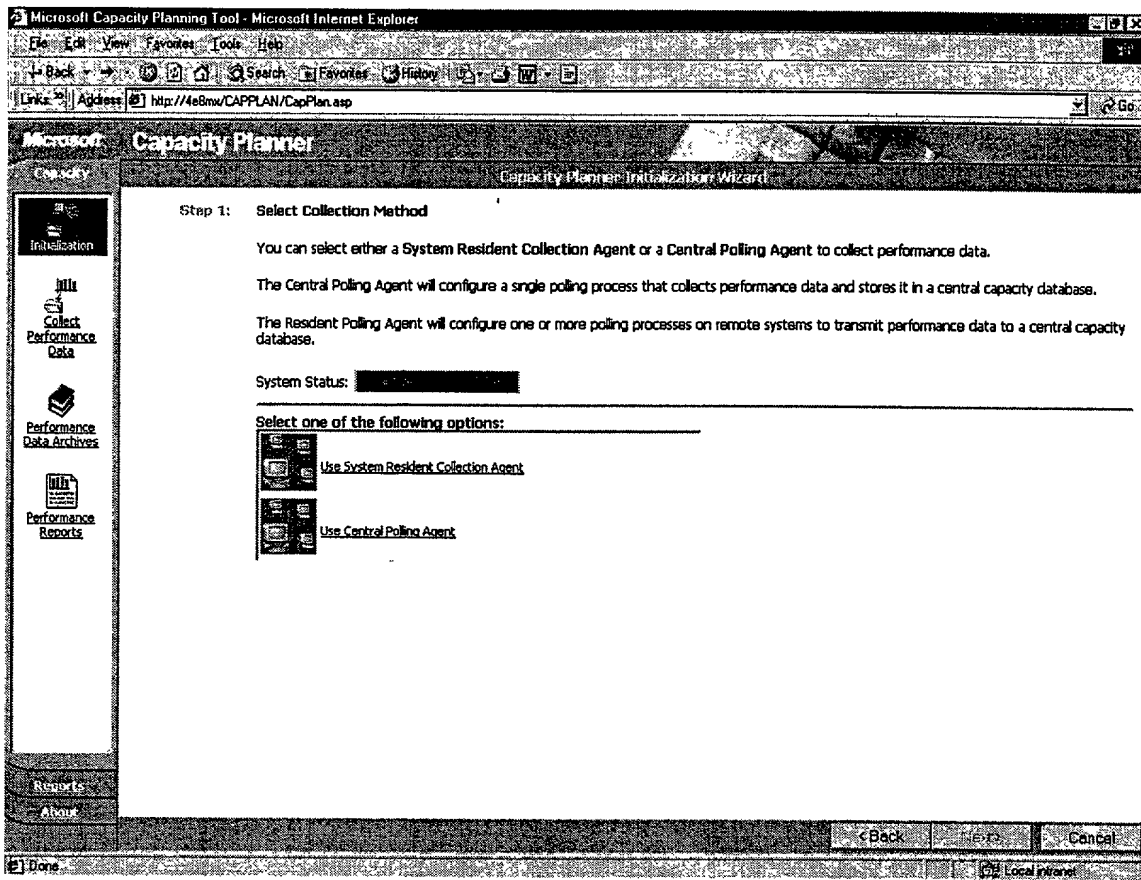 Microsoft Capacity Planning Tool - Microsoft Internet Explorer
File Edit View Favorites Tools Help
Back Search Favorites History
Links » Address http://4e8mx/CAPPLAN/CapPlan.asp Go
Microsoft Capacity Planner
Capacity
Capacity Planner Initialization Wizard
Initialization
Collect
Performance
Data
Performance
Data Archives
Performance
Reports
Step 1: Select Collection Method
You can select either a System Resident Collection Agent or a Central Polling Agent to collect performance data.
The Central Polling Agent will configure a single polling process that collects performance data and stores it in a central capacity database.
The Resident Polling Agent will configure one or more polling processes on remote systems to transmit performance data to a central capacity
database.
System Status:
Select one of the following options:
Use System Resident Collection Agent
Use Central Polling Agent
Reports
About
< Back Next > Cancel
Done Local intranet